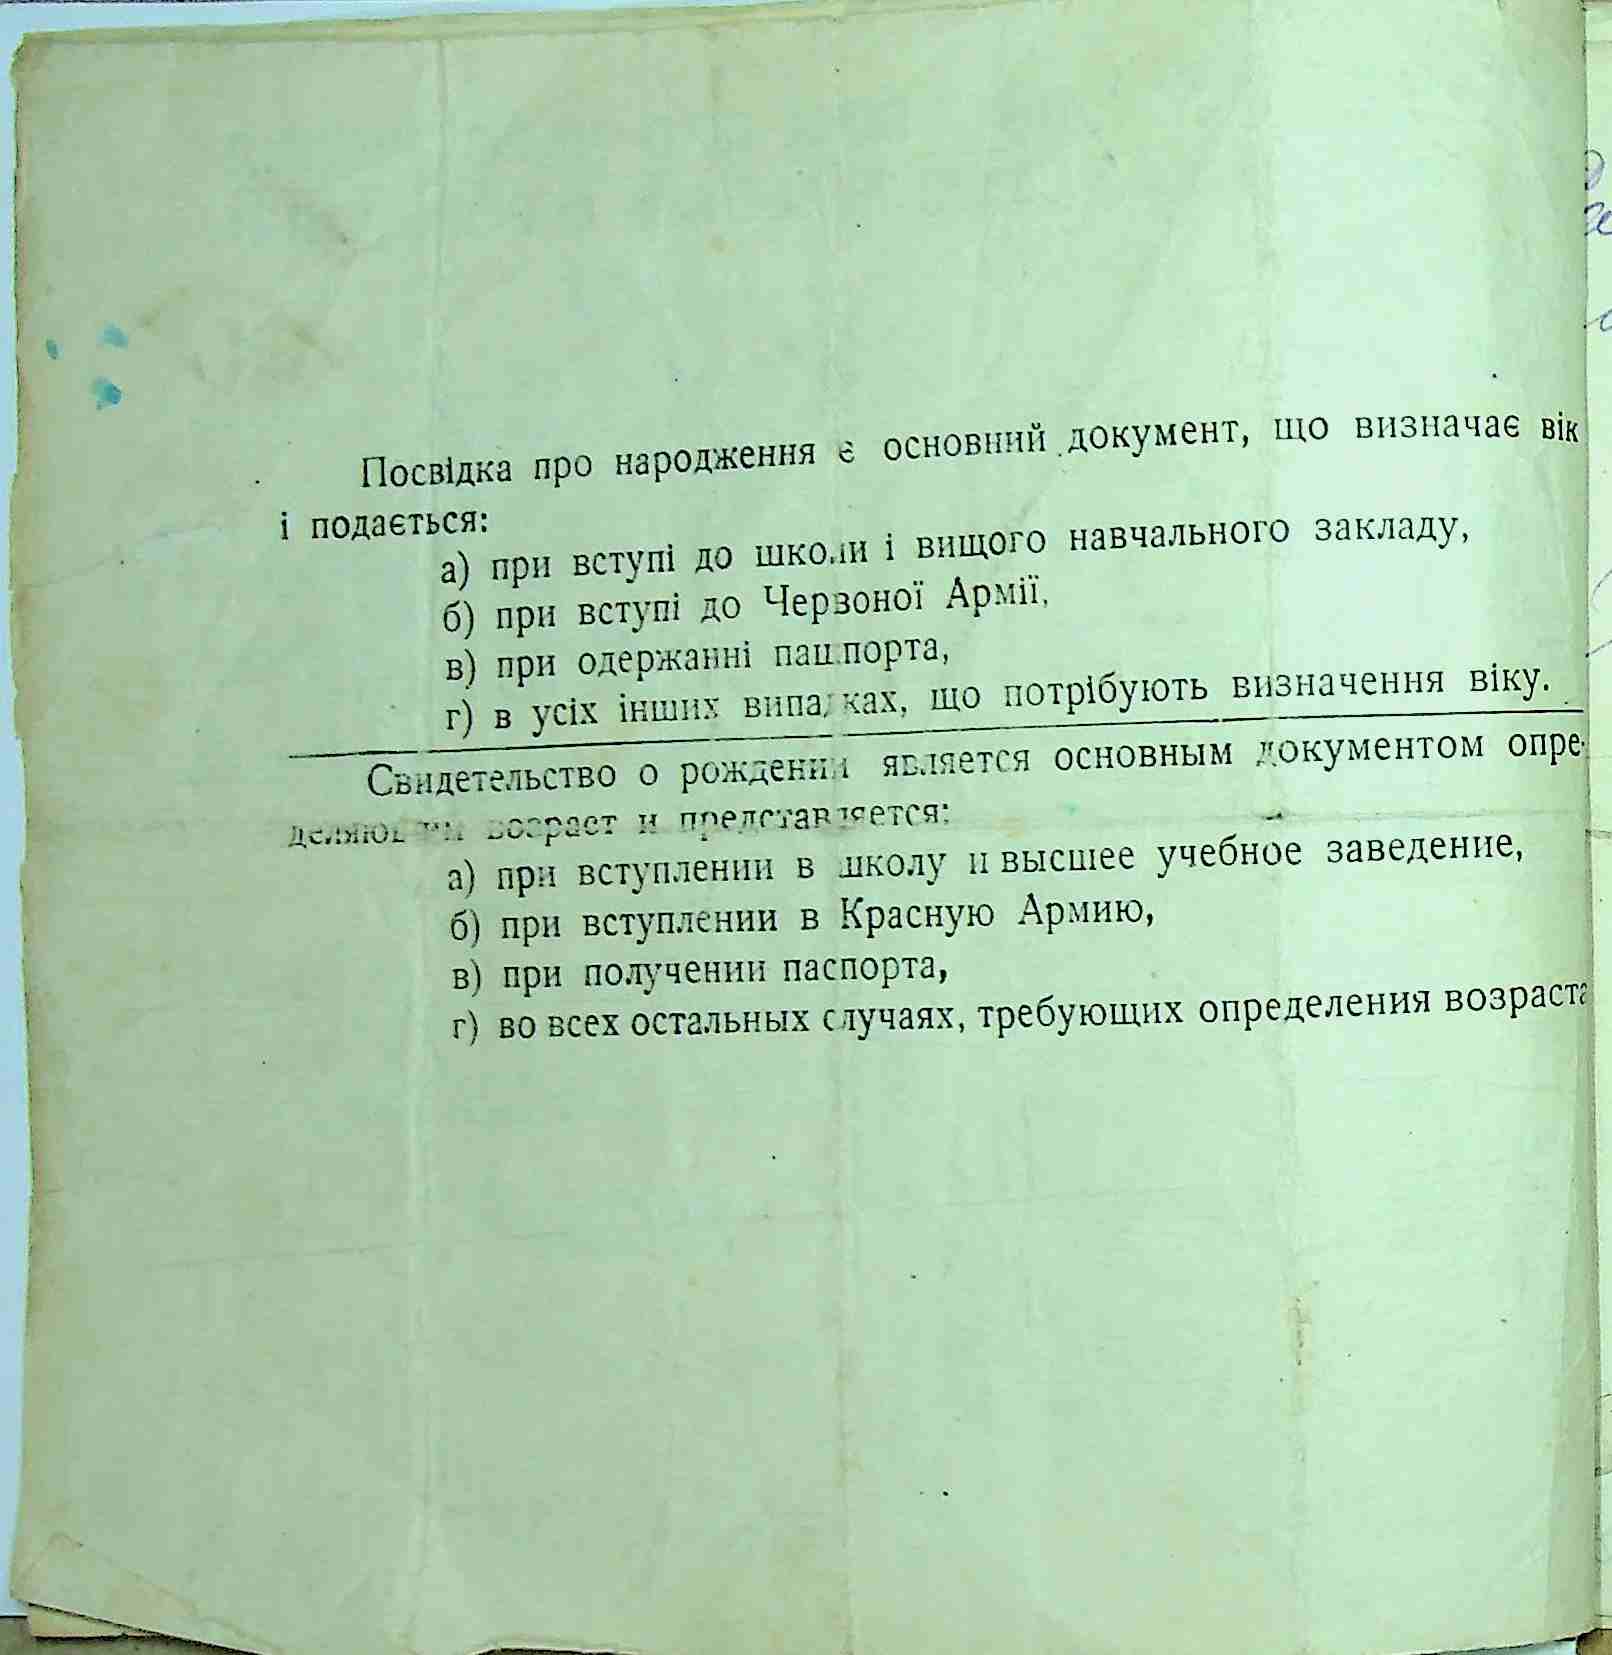 Посвідка про народження є основний документ, що визначає вік
і подається:
а) при вступі до школи і вищого навчального закладу,
б) при вступі до Червоної Армії,
в) при одержанні пашпорта,
г) в усіх інших випадках, що потрібують визначення віку.
Свидетельство о рождении является основным документом опре-
деляющим возраст и представляется:
а) при вступлении в школу и высшее учебное заведение,
б) при вступлении в Красную Армию,
в) при получении паспорта,
г) во всех остальных случаях, требующих определения возраста